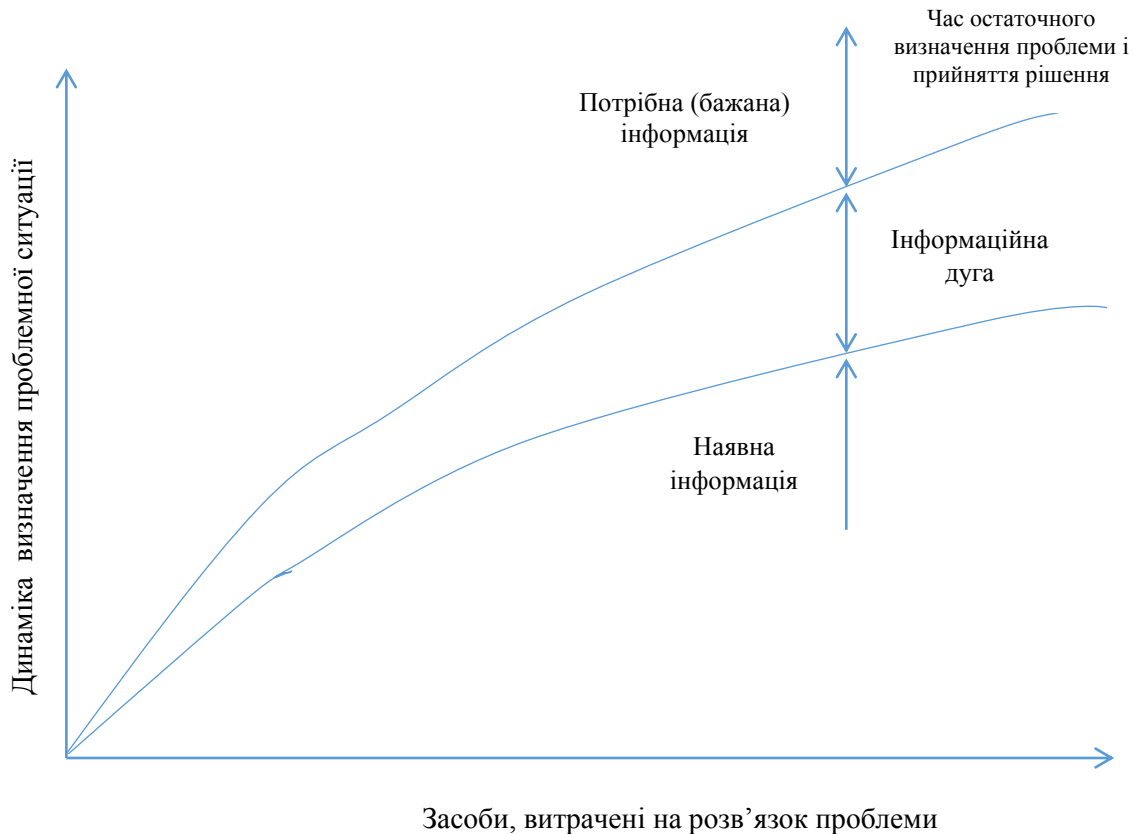 Час остаточного
визначення проблеми і
прийняття рішення
Потрібна (бажана)
інформація
Інформаційна
дуга
Наявна
інформація
Динаміка визначення проблемної ситуації
Засоби, витрачені на розв’язок проблеми